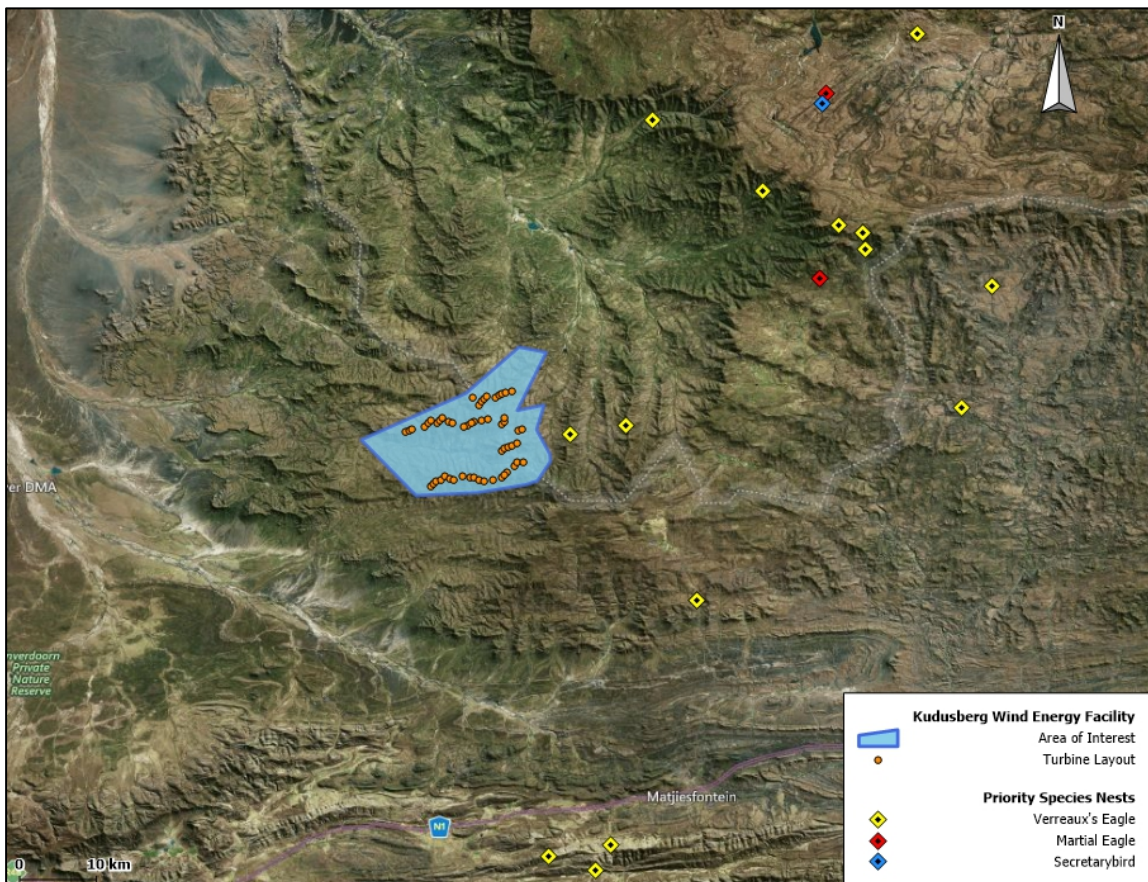 N
ver DMA
nverdoorn
Private
Nature
Reserve
Matjiesfontein
N1
0 10 km
Kudusberg Wind Energy Facility
Area of Interest
Turbine Layout
Priority Species Nests
Verreaux's Eagle
Martial Eagle
Secretarybird